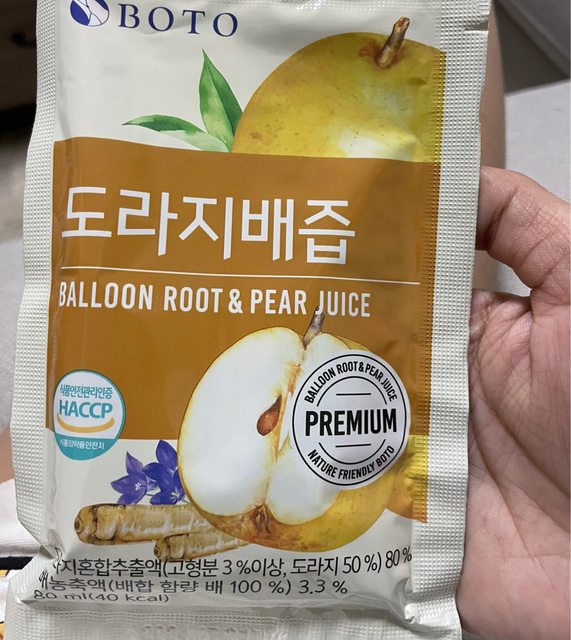 BOTO
도라지배즙
BALLOON ROOT & PEAR JUICE
식품안전관리인증
HACCP
식품의약품안전처
BALLOON ROOT & PEAR JUICE
PREMIUM
NATURE FRIENDLY BOTO
지혼합추출액(고형분 3 %이상, 도라지 50 %) 80 %
농축액(배합 함량 배 100 %) 3.3 %
80 ml(40 kcal)